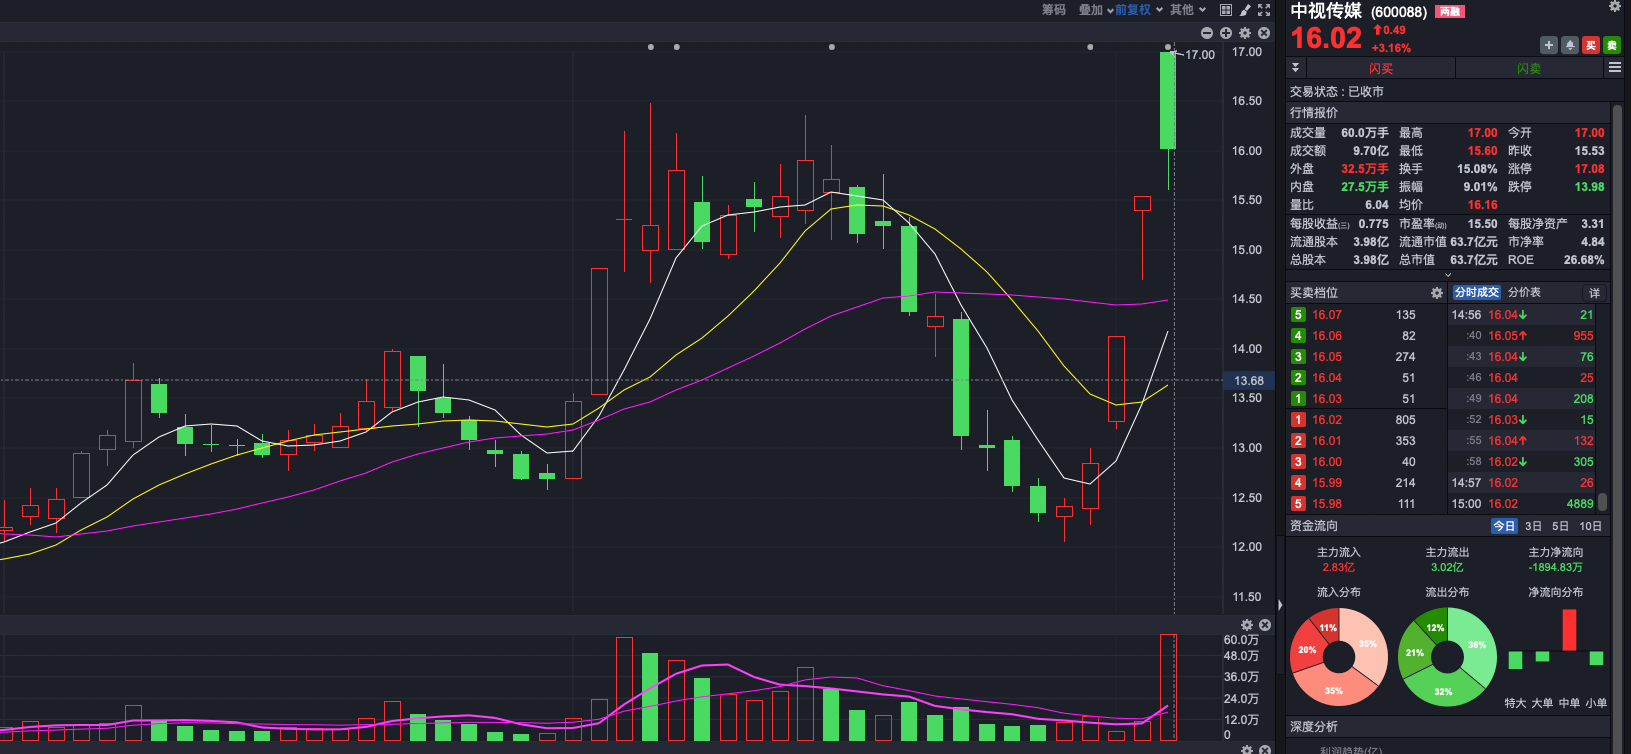 筹码 叠加 前复权 其他
17.00
17.00
16.50
16.00
15.50
15.00
14.50
14.00
13.68
13.50
13.00
12.50
12.00
11.50
60.0万
48.0万
36.0万
24.0万
12.0万
0
中视传媒 (600088) 两融
16.02 0.49
+3.16%
买 卖
闪买 闪卖
交易状态 : 已收市
行情报价
成交量 60.0万手 最高 17.00 今开 17.00
成交额 9.70亿 最低 15.60 昨收 15.53
外盘 32.5万手 换手 15.08% 涨停 17.08
内盘 27.5万手 振幅 9.01% 跌停 13.98
量比 6.04 均价 16.16
每股收益(三) 0.775 市盈率(动) 15.50 每股净资产 3.31
流通股本 3.98亿 流通市值 63.7亿元 市净率 4.84
总股本 3.98亿 总市值 63.7亿元 ROE 26.68%
买卖档位 分时成交 分价表 详
5 16.07 135 14:56 16.04↓ 21
4 16.06 82 :40 16.05↑ 955
3 16.05 274 :43 16.04↓ 76
2 16.04 51 :46 16.04 25
1 16.03 51 :49 16.04 208
1 16.02 805 :52 16.03↓ 15
2 16.01 353 :55 16.04↑ 132
3 16.00 40 :58 16.02↓ 305
4 15.99 214 14:57 16.02 26
5 15.98 111 15:00 16.02 4889
资金流向 今日 3日 5日 10日
主力流入 主力流出 主力净流向
2.83亿 3.02亿 -1894.83万
流入分布 流出分布 净流向分布
11% 35% 20% 35%
12% 36% 21% 32%
特大 大单 中单 小单
深度分析
利润趋势(亿)